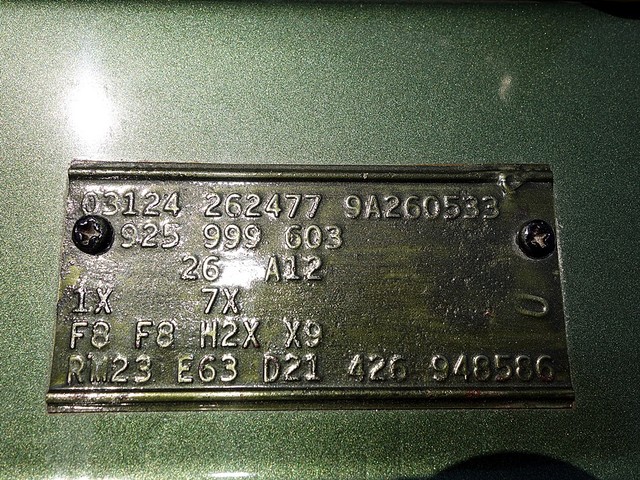 03124 262477 9A260533
925 999 603
26 A12
1X 7X
F8 F8 H2X X9
RM23 E63 D21 426 948586